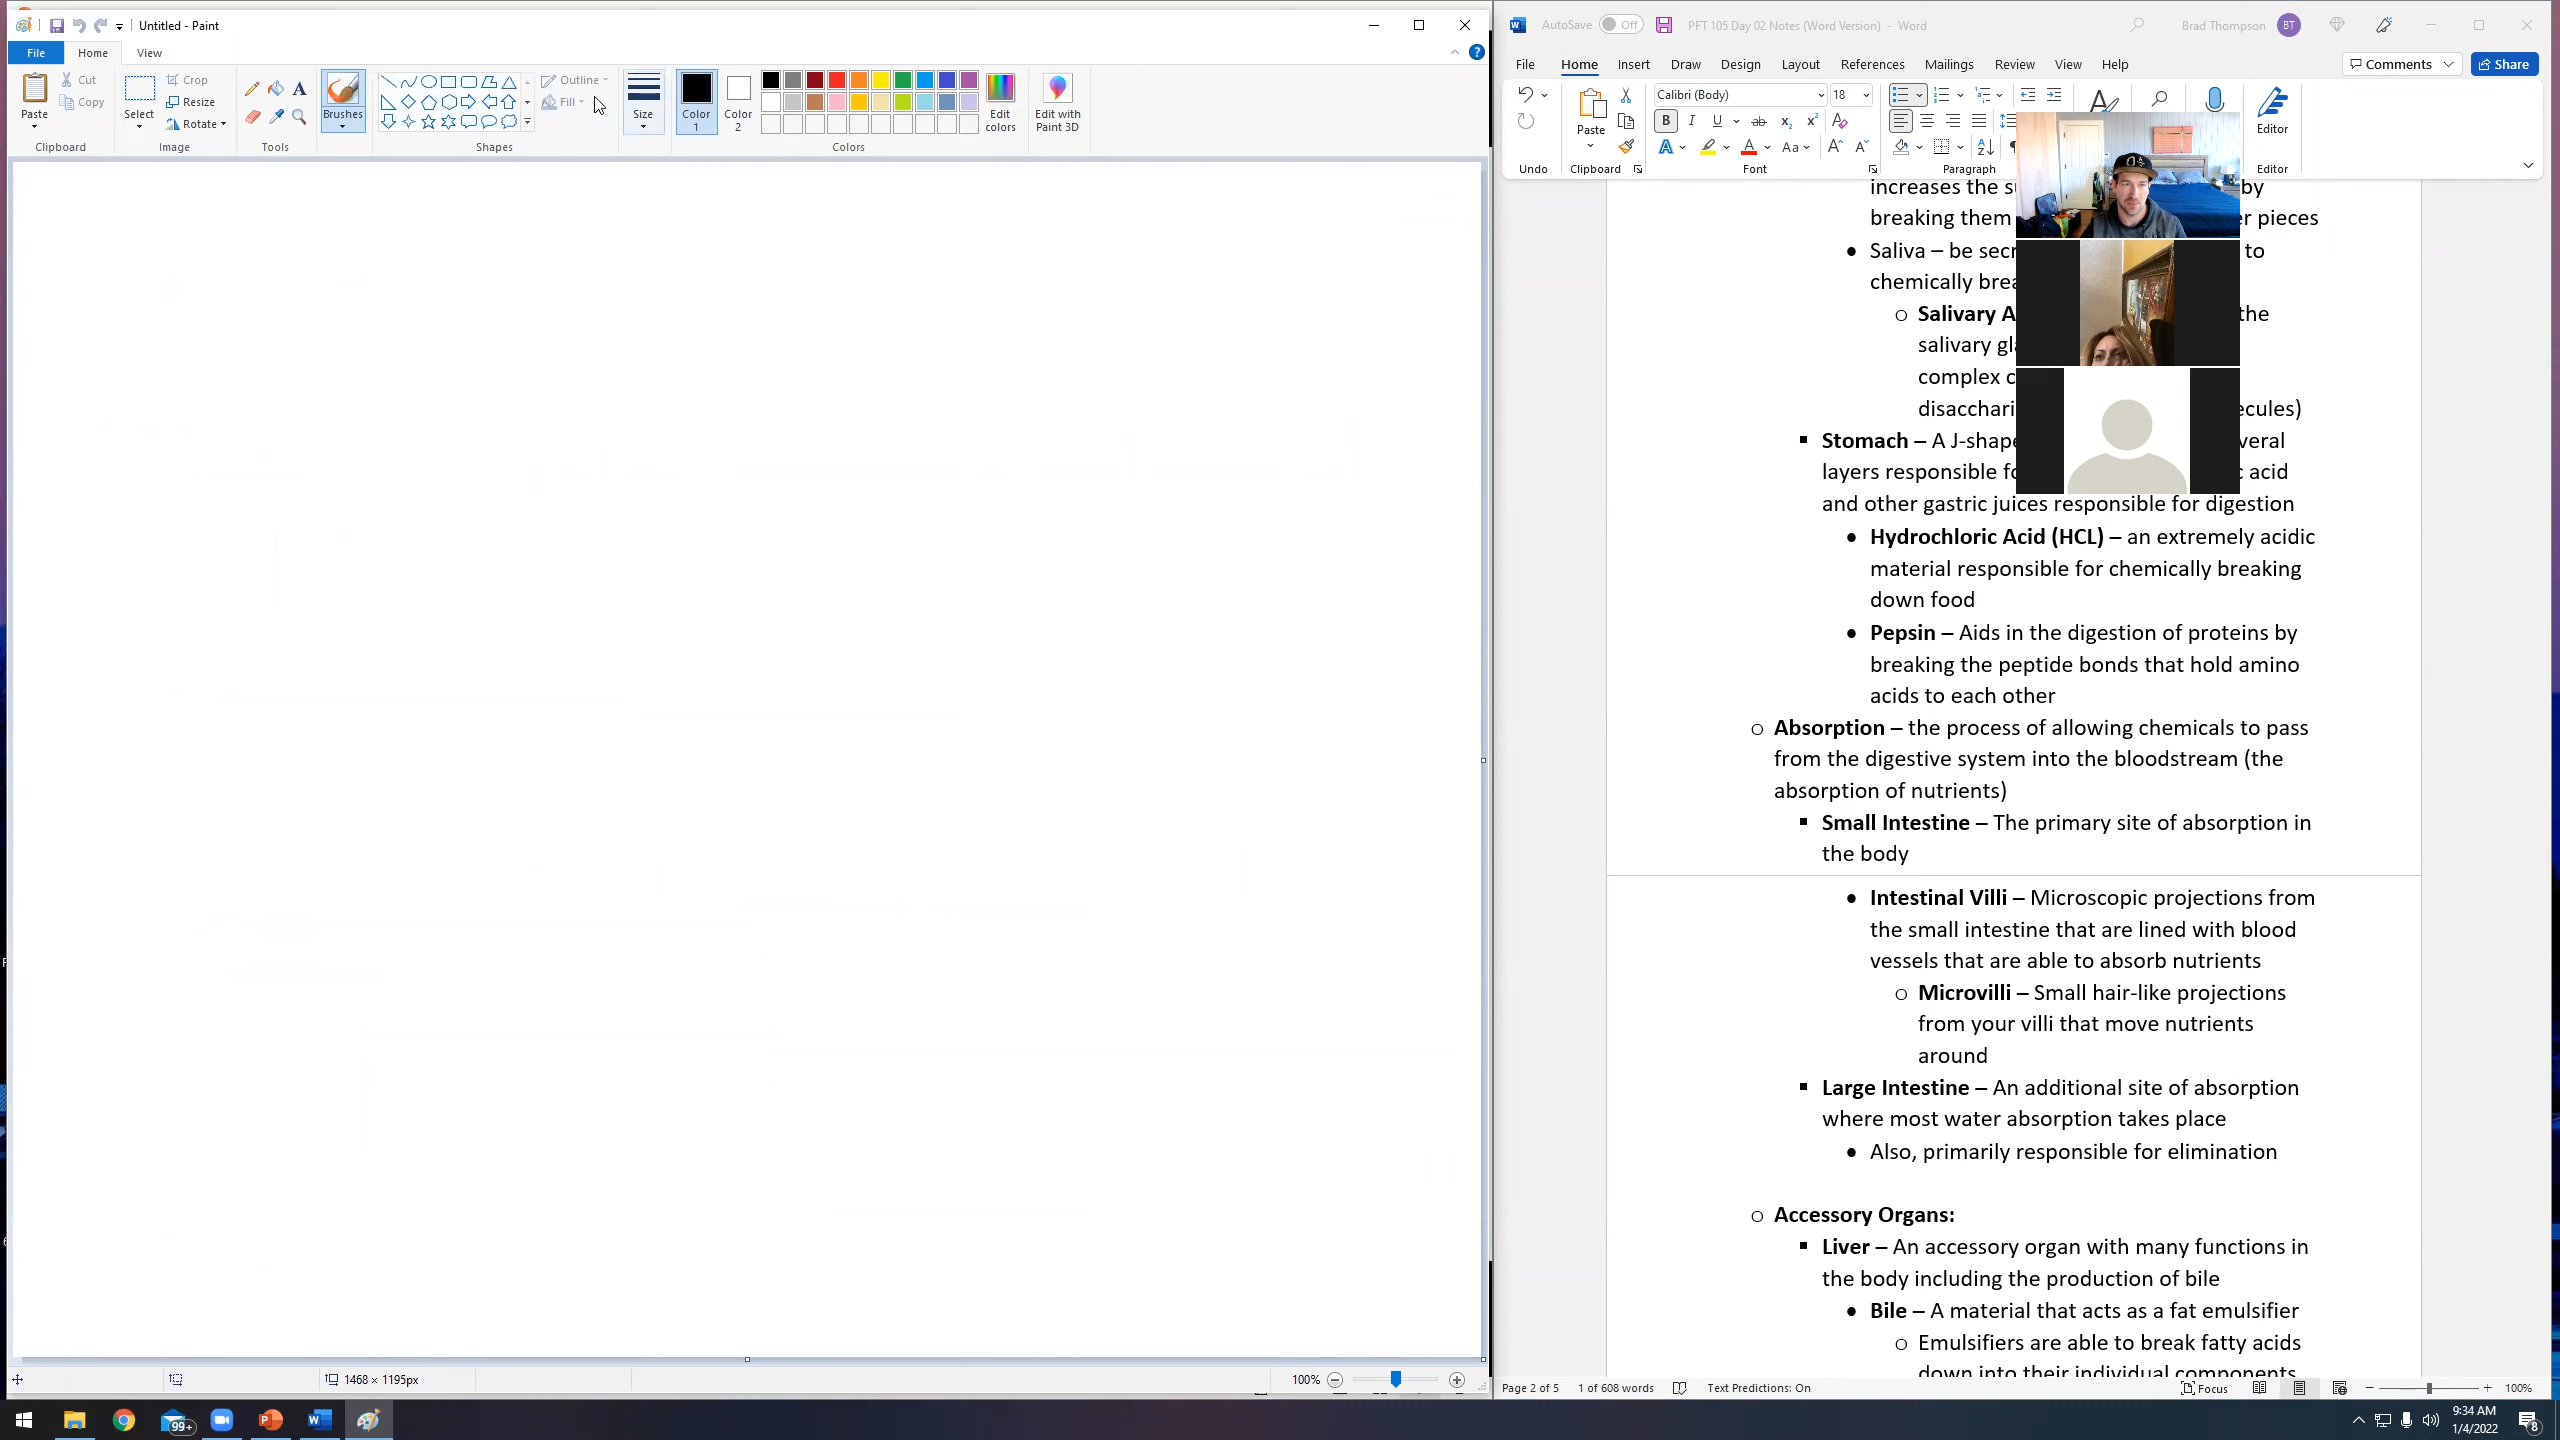 Untitled - Paint
File
Home
View
Paste
Cut
Copy
Clipboard
Select
Crop
Resize
Rotate
Image
Tools
Brushes
Shapes
Outline
Fill
Size
Color 1
Color 2
Colors
Edit colors
Edit with Paint 3D
1468 × 1195px
100%
AutoSave
Off
PFT 105 Day 02 Notes (Word Version) - Word
Brad Thompson
BT
File
Home
Insert
Draw
Design
Layout
References
Mailings
Review
View
Help
Comments
Share
Calibri (Body)
18
Paste
Undo
Clipboard
Font
Paragraph
Editor
Editor
increases the by
breaking them pieces
Saliva – be to
chemically
Salivary the
salivary
complex

Stomach – A
layers responsible acid
and other gastric juices responsible for digestion
Hydrochloric Acid (HCL) – an extremely acidic
material responsible for chemically breaking
down food
Pepsin – Aids in the digestion of proteins by
breaking the peptide bonds that hold amino
acids to each other
Absorption – the process of allowing chemicals to pass
from the digestive system into the bloodstream (the
absorption of nutrients)
Small Intestine – The primary site of absorption in
the body
Intestinal Villi – Microscopic projections from
the small intestine that are lined with blood
vessels that are able to absorb nutrients
Microvilli – Small hair-like projections
from your villi that move nutrients
around
Large Intestine – An additional site of absorption
where most water absorption takes place
Also, primarily responsible for elimination
Accessory Organs:
Liver – An accessory organ with many functions in
the body including the production of bile
Bile – A material that acts as a fat emulsifier
Emulsifiers are able to break fatty acids
down into their individual components
Page 2 of 5
1 of 608 words
Text Predictions: On
Focus
100%
99+
9:34 AM
1/4/2022
8